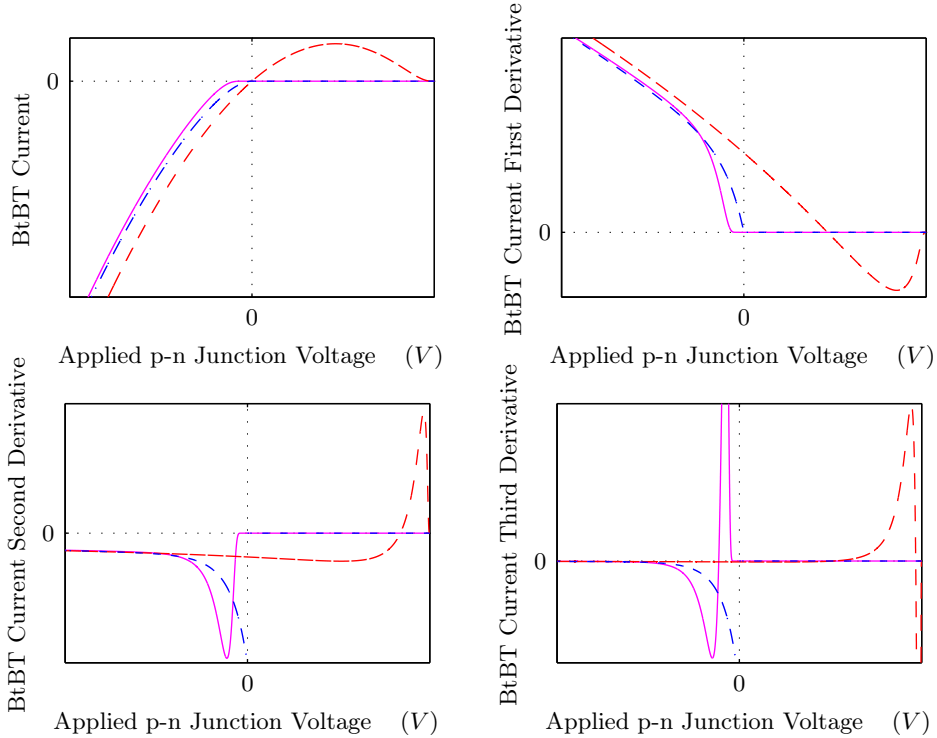 BtBT Current
0
0
Applied p-n Junction Voltage (V)
BtBT Current First Derivative
0
0
Applied p-n Junction Voltage (V)
BtBT Current Second Derivative
0
0
Applied p-n Junction Voltage (V)
BtBT Current Third Derivative
0
0
Applied p-n Junction Voltage (V)